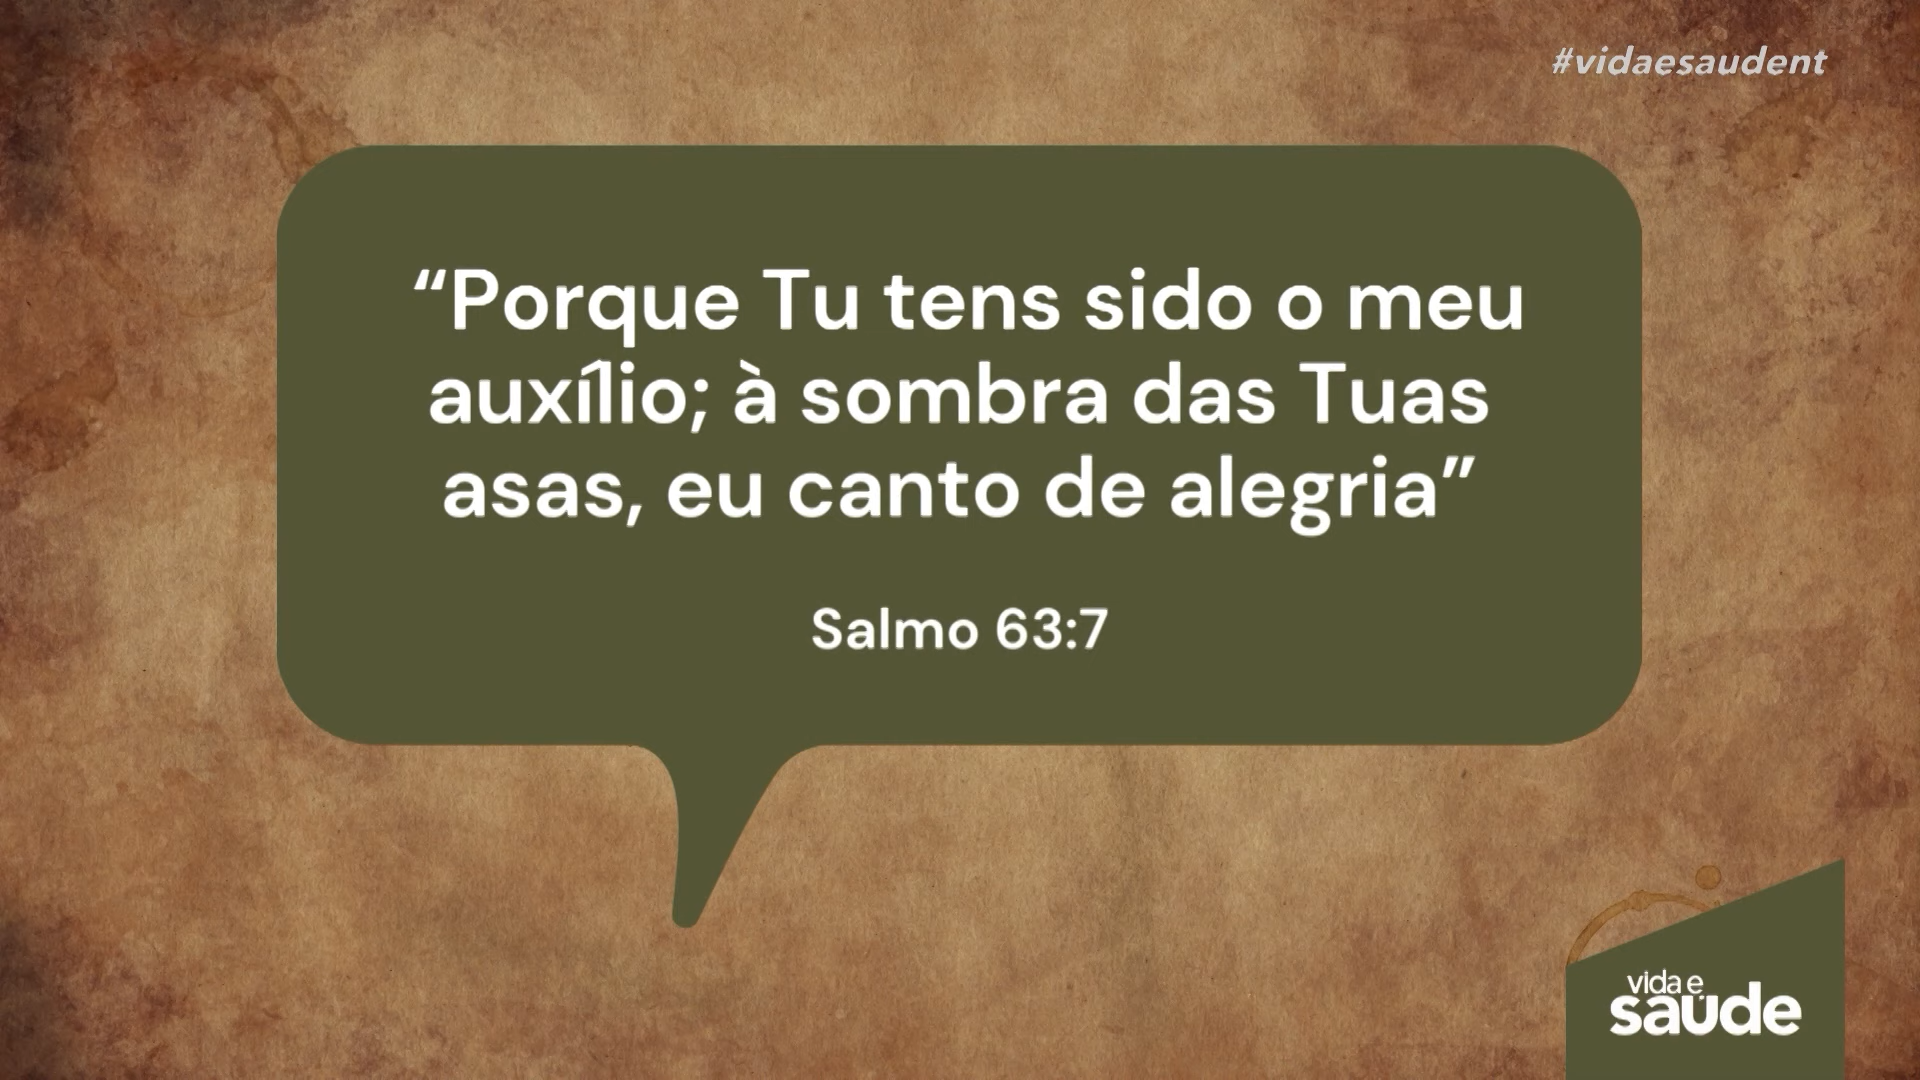 #vidaesaudent
“Porque Tu tens sido o meu
auxílio; à sombra das Tuas
asas, eu canto de alegria”
Salmo 63:7
vida e
saúde